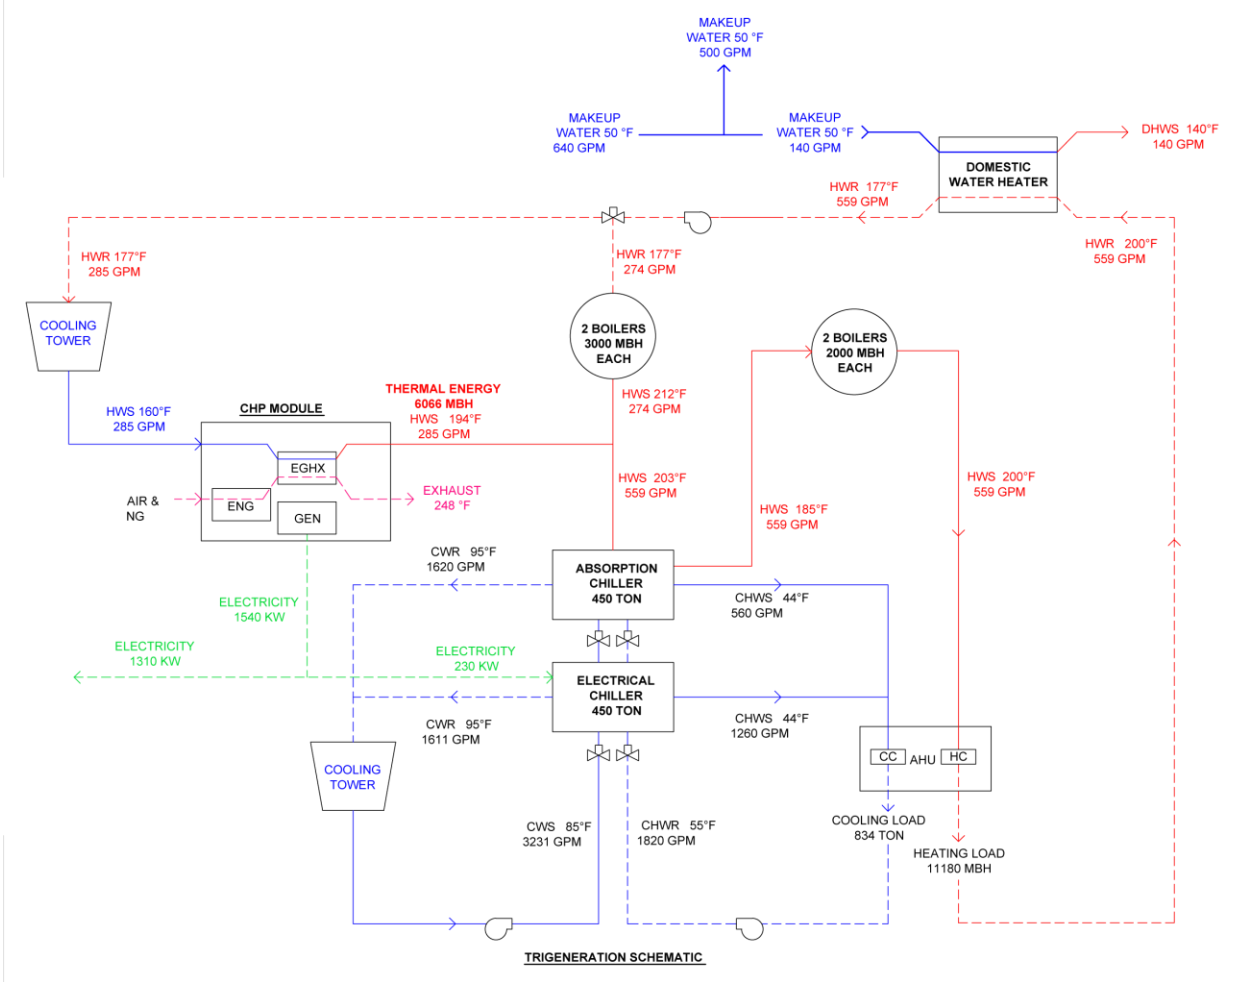 MAKEUP
WATER 50 °F
500 GPM
MAKEUP
WATER 50 °F
640 GPM
MAKEUP
WATER 50 °F
140 GPM
DHWS 140°F
140 GPM
DOMESTIC
WATER HEATER
HWR 177°F
559 GPM
HWR 200°F
559 GPM
HWR 177°F
285 GPM
HWR 177°F
274 GPM
COOLING
TOWER
2 BOILERS
3000 MBH
EACH
2 BOILERS
2000 MBH
EACH
THERMAL ENERGY
6066 MBH
HWS 194°F
285 GPM
HWS 212°F
274 GPM
HWS 160°F
285 GPM
CHP MODULE
EGHX
ENG
GEN
AIR &
NG
EXHAUST
248 °F
HWS 203°F
559 GPM
HWS 185°F
559 GPM
HWS 200°F
559 GPM
CWR 95°F
1620 GPM
ABSORPTION
CHILLER
450 TON
CHWS 44°F
560 GPM
ELECTRICITY
1540 KW
ELECTRICITY
1310 KW
ELECTRICITY
230 KW
ELECTRICAL
CHILLER
450 TON
CWR 95°F
1611 GPM
CHWS 44°F
1260 GPM
COOLING
TOWER
CC
AHU
HC
CWS 85°F
3231 GPM
CHWR 55°F
1820 GPM
COOLING LOAD
834 TON
HEATING LOAD
11180 MBH
TRIGENERATION SCHEMATIC